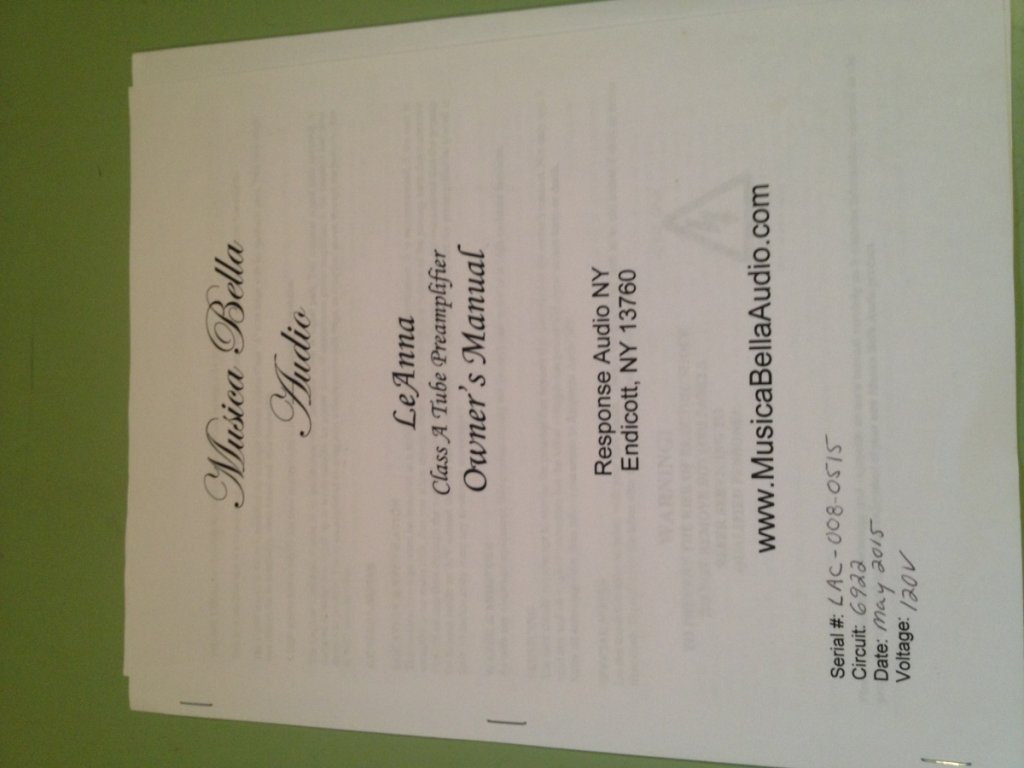 Musica Bella
Audio
LeAnna
Class A Tube Preamplifier
Owner's Manual
Response Audio NY
Endicott, NY 13760
www.MusicaBellaAudio.com
Serial #: LAC-008-0515
Circuit: 6922
Date: May 2015
Voltage: 120V